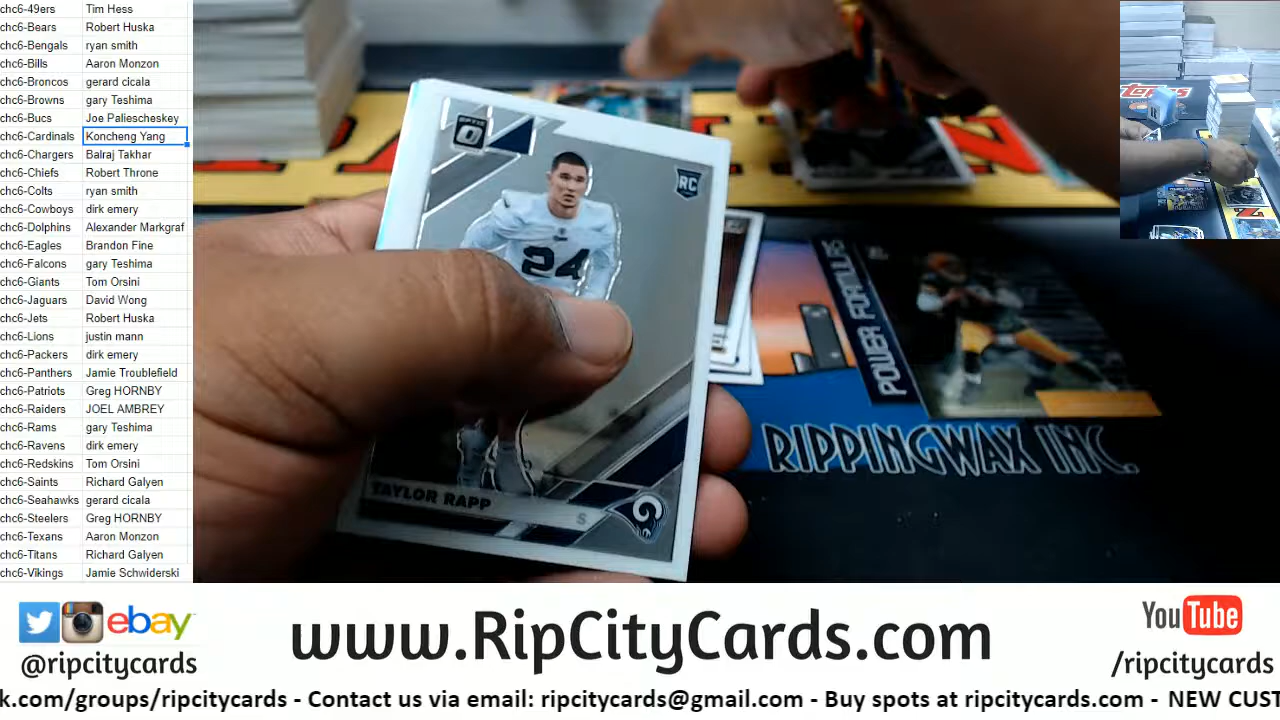 chc6-49ers Tim Hess
chc6-Bears Robert Huska
chc6-Bengals ryan smith
chc6-Bills Aaron Monzon
chc6-Broncos gerard cicala
chc6-Browns gary Teshima
chc6-Bucs Joe Paliescheskey
chc6-Cardinals Koncheng Yang
chc6-Chargers Balraj Takhar
chc6-Chiefs Robert Throne
chc6-Colts ryan smith
chc6-Cowboys dirk emery
chc6-Dolphins Alexander Markgraf
chc6-Eagles Brandon Fine
chc6-Falcons gary Teshima
chc6-Giants Tom Orsini
chc6-Jaguars David Wong
chc6-Jets Robert Huska
chc6-Lions justin mann
chc6-Packers dirk emery
chc6-Panthers Jamie Troublefield
chc6-Patriots Greg HORNBY
chc6-Raiders JOEL AMBREY
chc6-Rams gary Teshima
chc6-Ravens dirk emery
chc6-Redskins Tom Orsini
chc6-Saints Richard Galyen
chc6-Seahawks gerard cicala
chc6-Steelers Greg HORNBY
chc6-Texans Aaron Monzon
chc6-Titans Richard Galyen
chc6-Vikings Jamie Schwiderski
OPTIC
RC
24
TAYLOR RAPP
S
POWER FORMULAS
RIPPINGWAX INC.
Topps
ebay
@ripcitycards
www.RipCityCards.com
YouTube
/ripcitycards
k.com/groups/ripcitycards - Contact us via email: ripcitycards@gmail.com - Buy spots at ripcitycards.com - NEW CUST